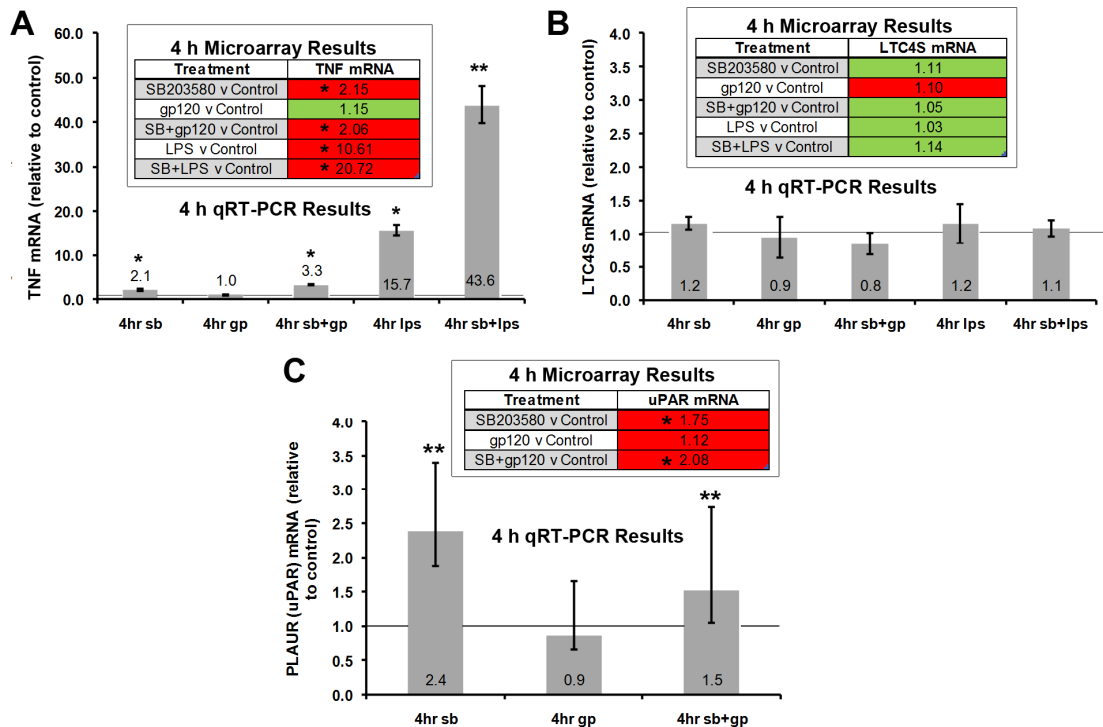 A
4 h Microarray Results
Treatment TNF mRNA
SB203580 v Control * 2.15
gp120 v Control 1.15
SB+gp120 v Control * 2.06
LPS v Control * 10.61
SB+LPS v Control * 20.72
4 h qRT-PCR Results
TNF mRNA (relative to control)
60.0
50.0
40.0
30.0
20.0
10.0
0.0
* 2.1
1.0
* 3.3
* 15.7
** 43.6
4hr sb 4hr gp 4hr sb+gp 4hr lps 4hr sb+lps
B
4 h Microarray Results
Treatment LTC4S mRNA
SB203580 v Control 1.11
gp120 v Control 1.10
SB+gp120 v Control 1.05
LPS v Control 1.03
SB+LPS v Control 1.14
4 h qRT-PCR Results
LTC4S mRNA (relative to control)
4.0
3.5
3.0
2.5
2.0
1.5
1.0
0.5
0.0
1.2 0.9 0.8 1.2 1.1
4hr sb 4hr gp 4hr sb+gp 4hr lps 4hr sb+lps
C
4 h Microarray Results
Treatment uPAR mRNA
SB203580 v Control * 1.75
gp120 v Control 1.12
SB+gp120 v Control * 2.08
4 h qRT-PCR Results
PLAUR (uPAR) mRNA (relative
to control)
4.0
3.5
3.0
2.5
2.0
1.5
1.0
0.5
0.0
** **
2.4 0.9 1.5
4hr sb 4hr gp 4hr sb+gp